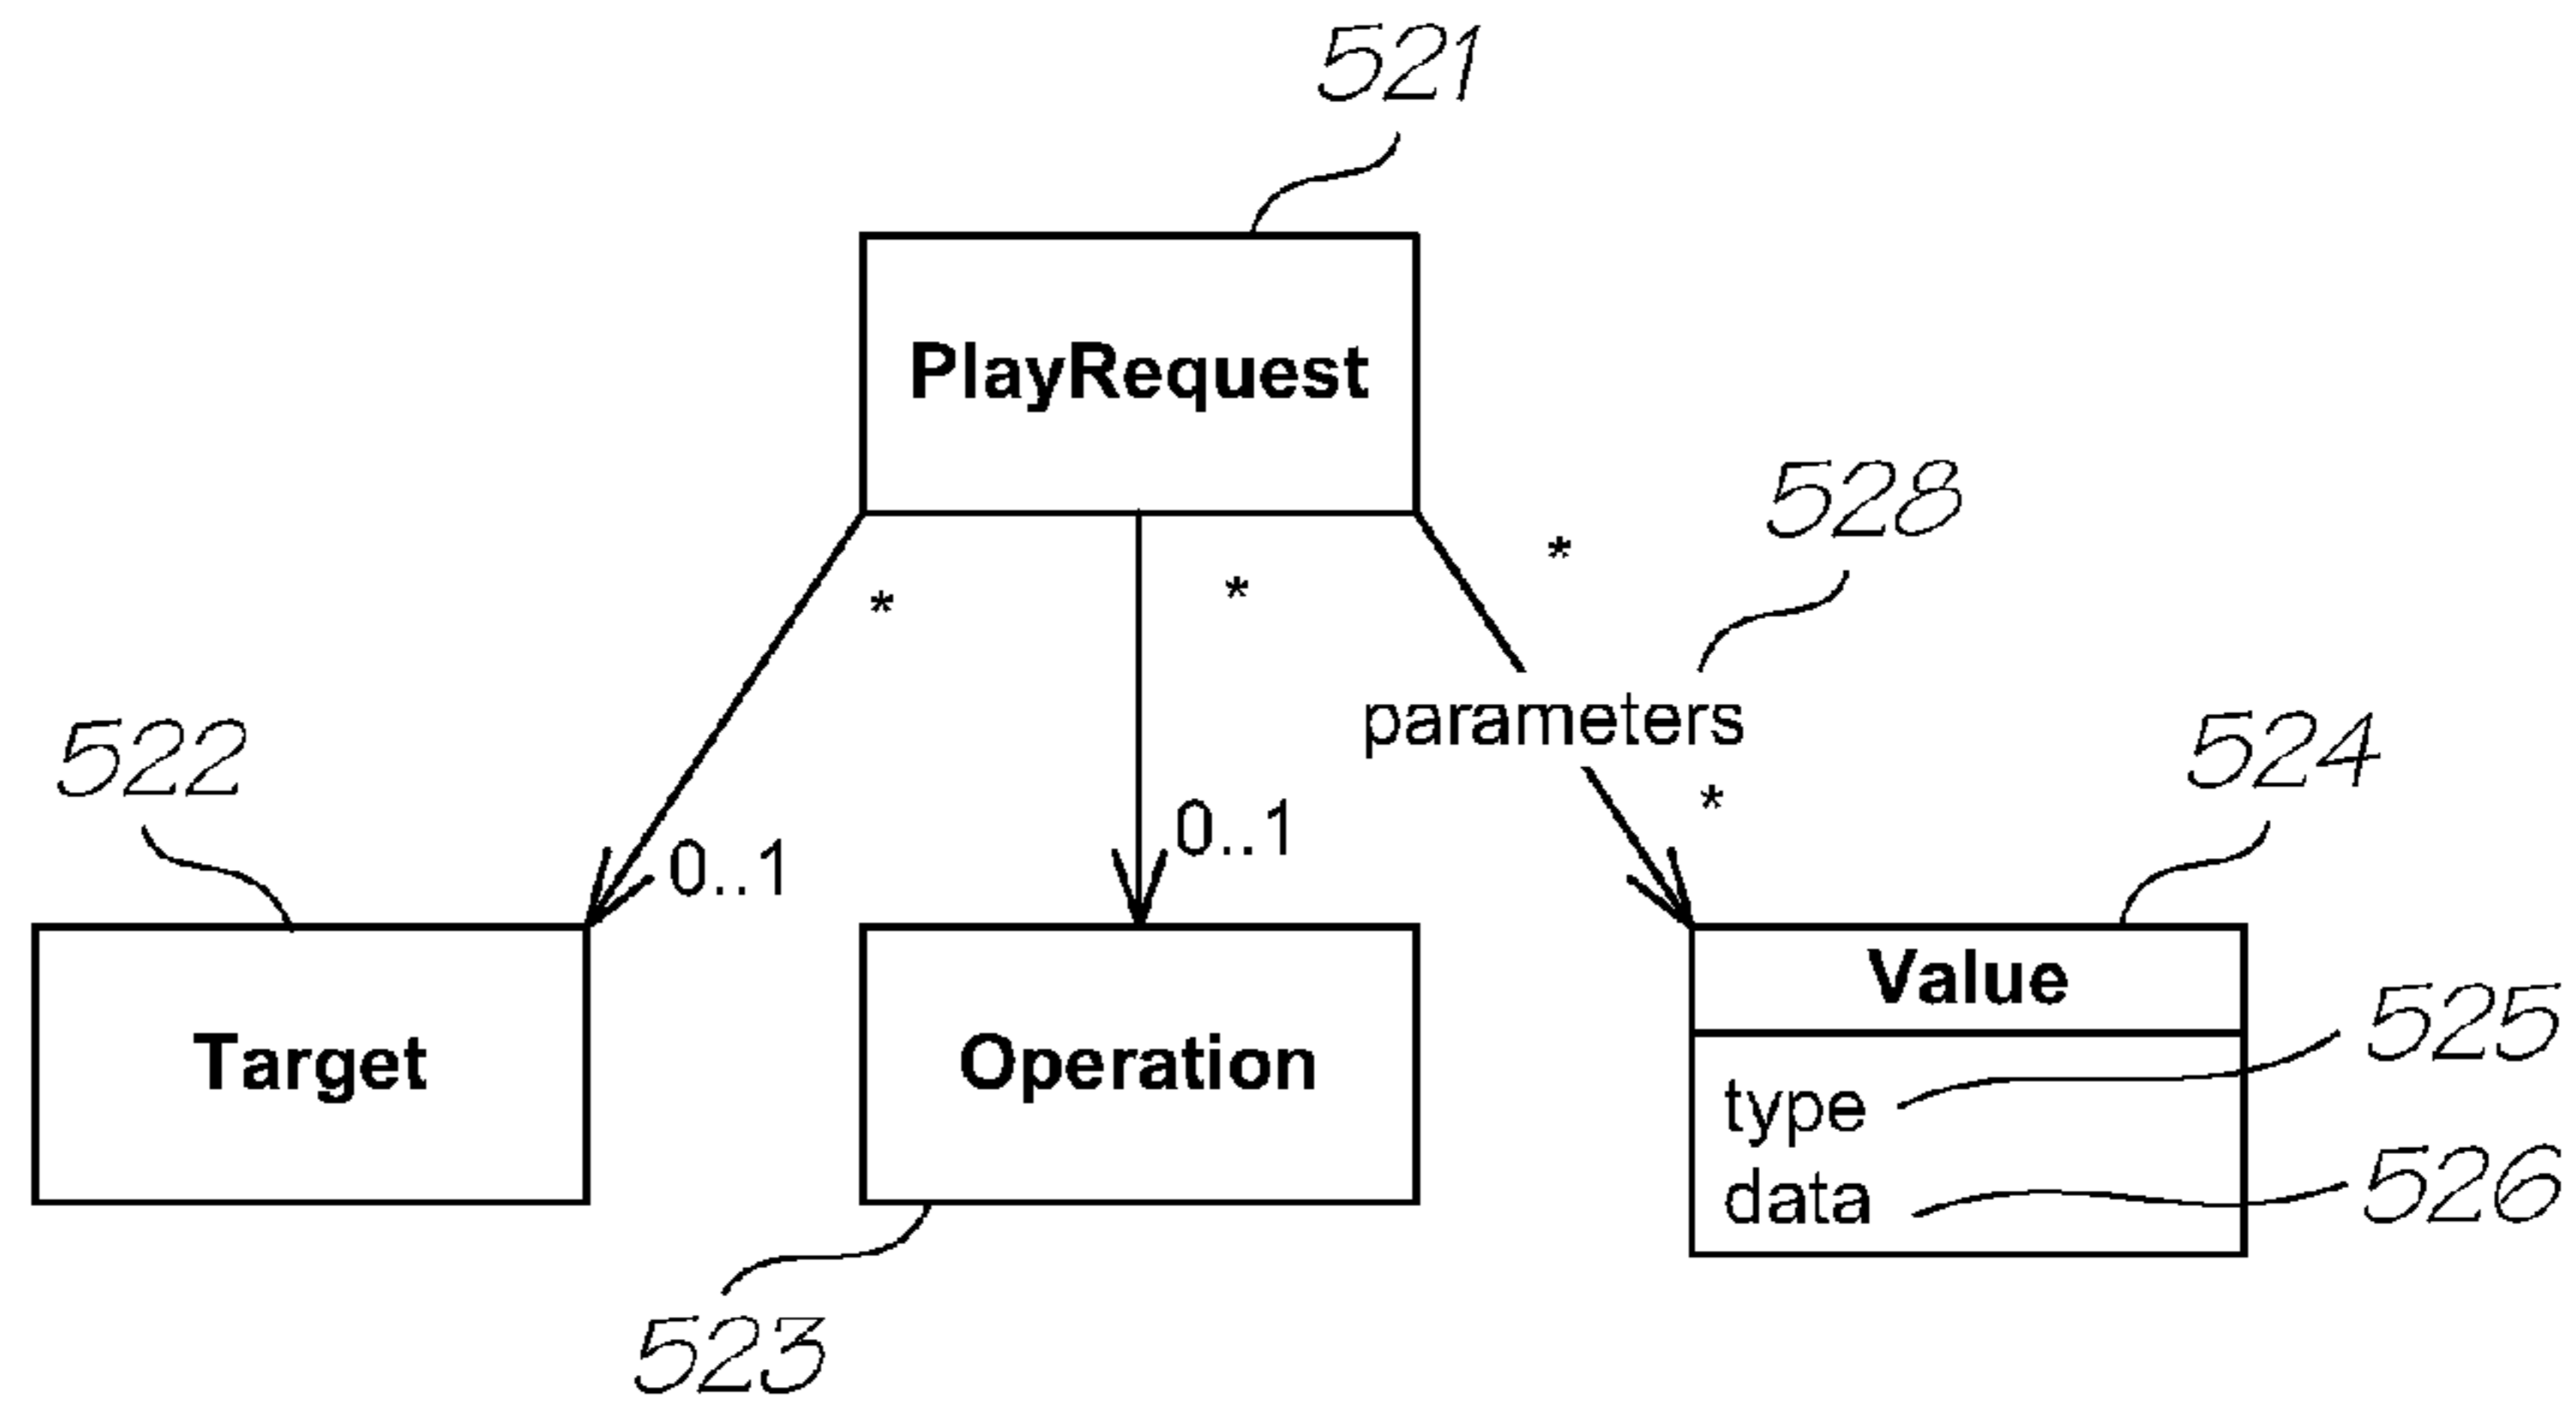 521
PlayRequest
528
*
*
*
parameters
522
524
*
0..1
0..1
Value
525
Target
Operation
type
data
526
523